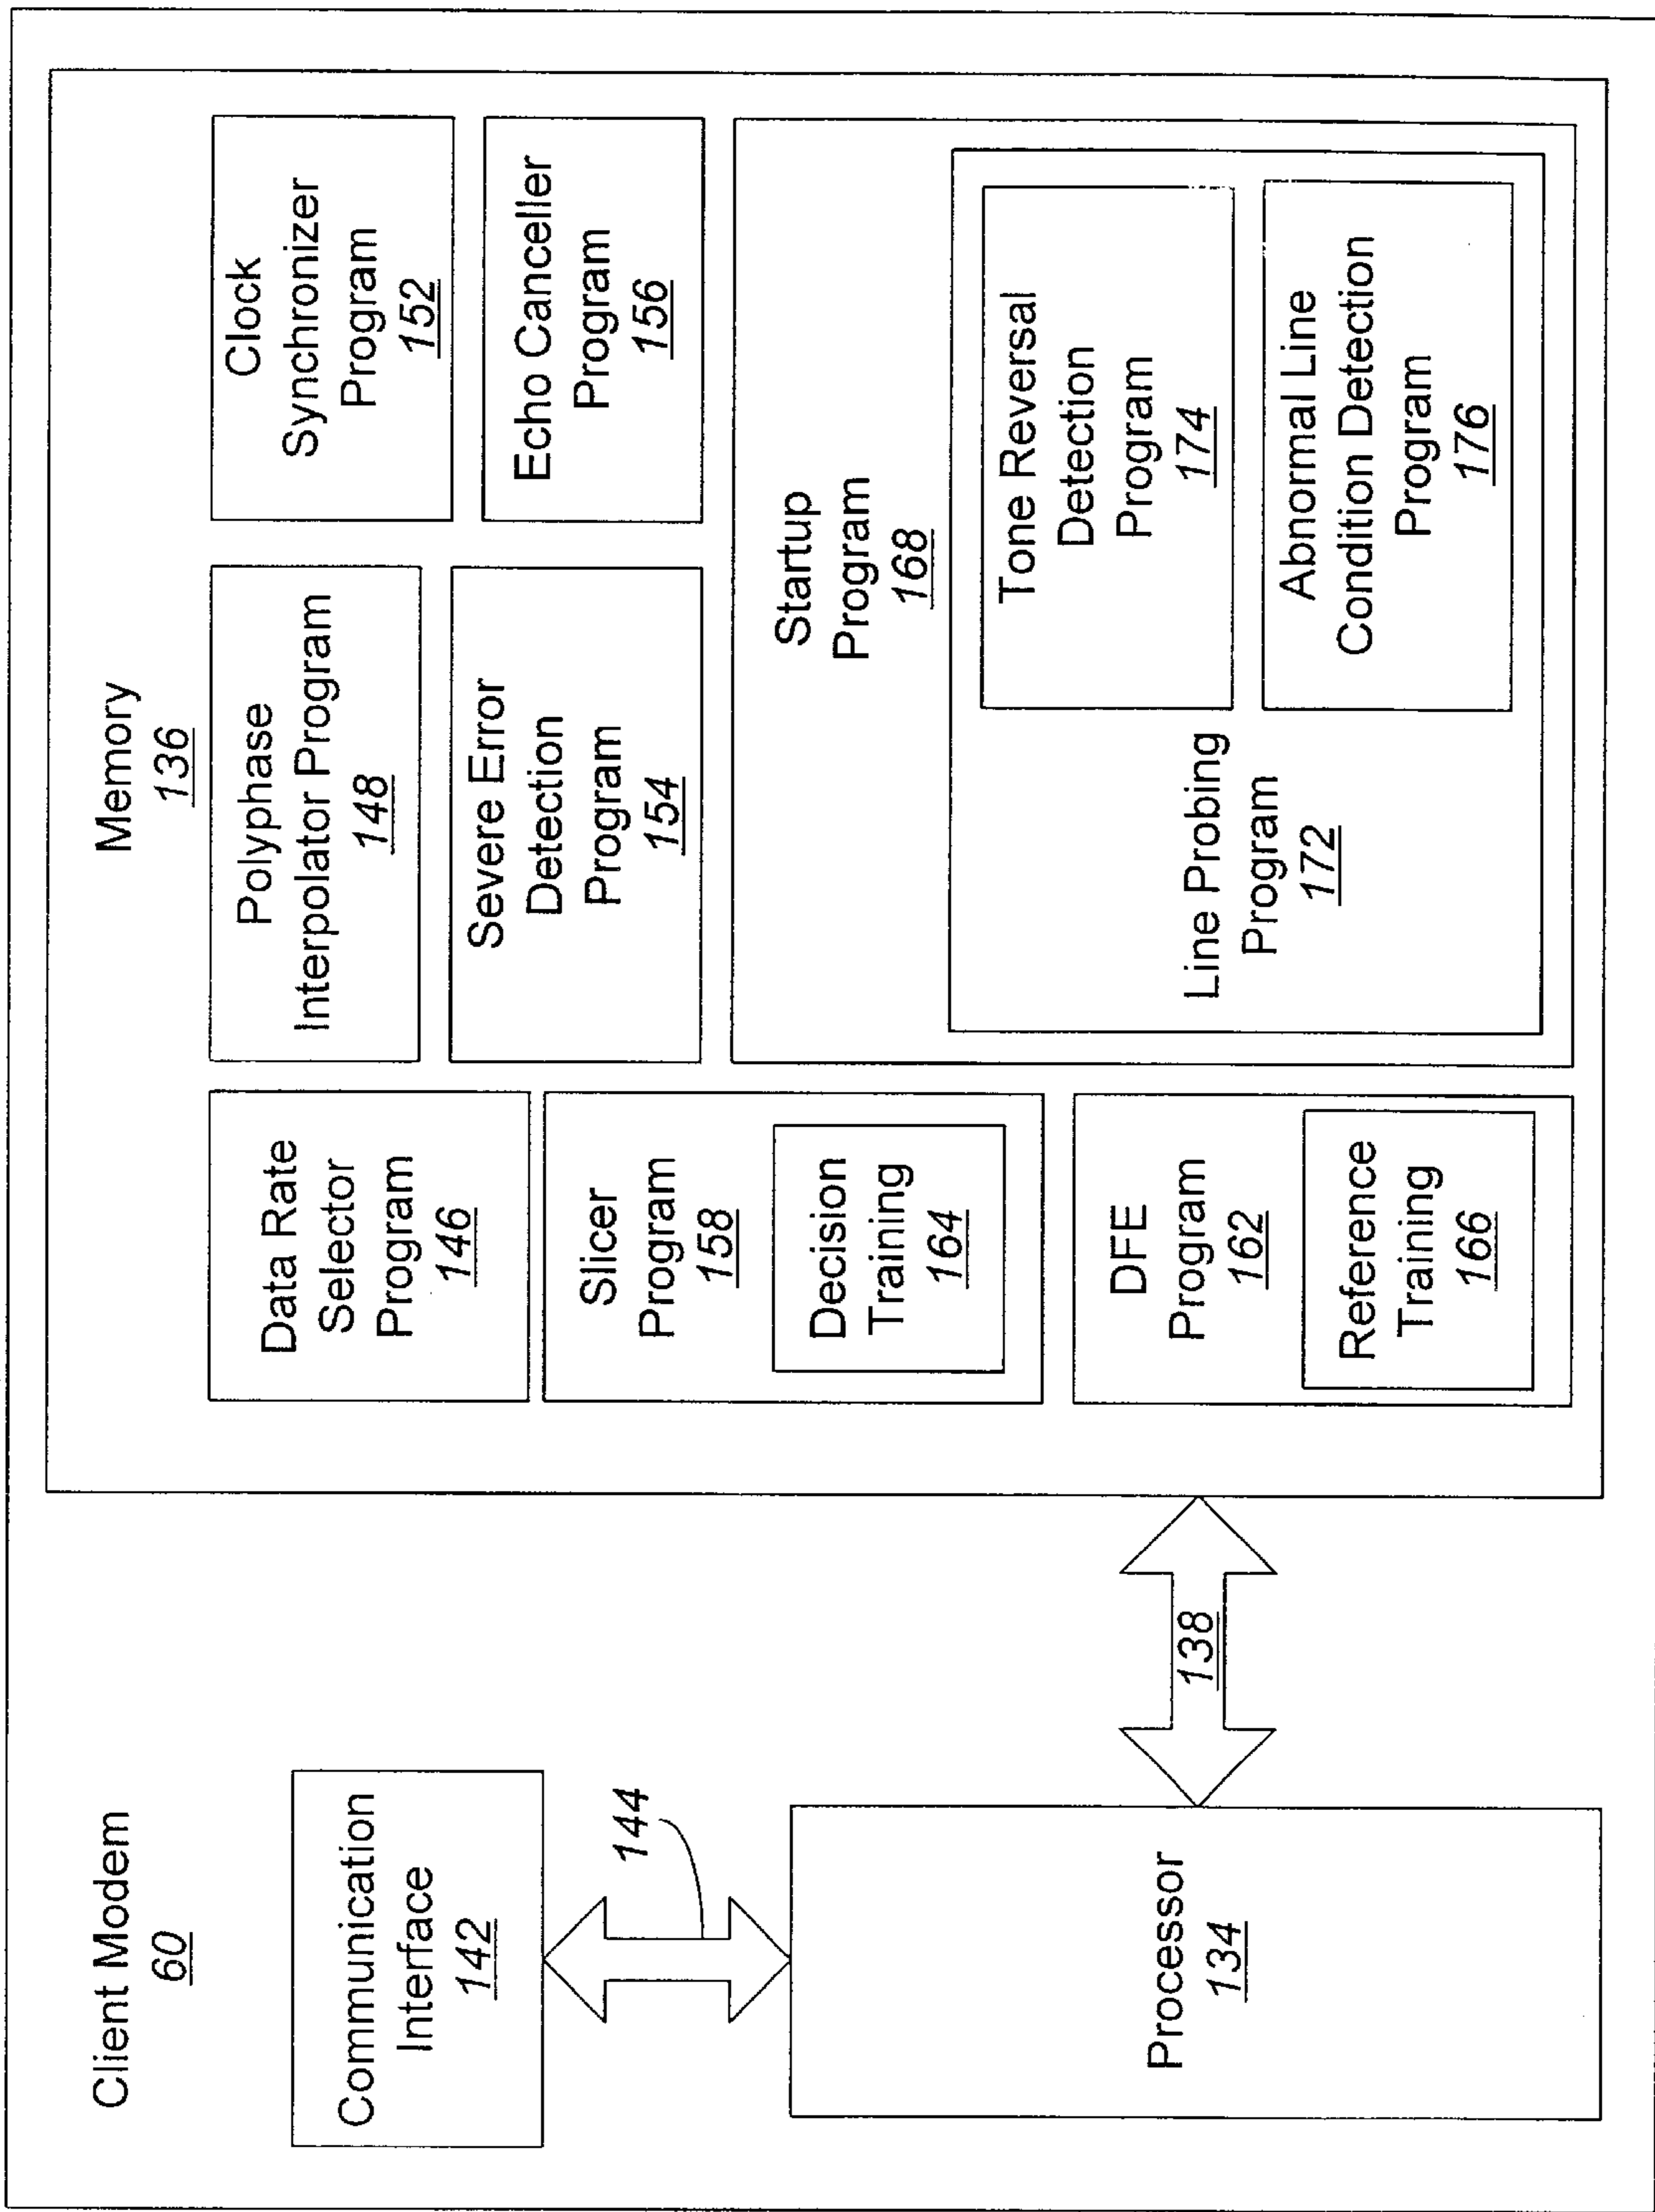 Client Modem
60
Communication
Interface
142
144
Processor
134
138
Memory
136
Data Rate
Selector
Program
146
Polyphase
Interpolator Program
148
Clock
Synchronizer
Program
152
Slicer
Program
158
Decision
Training
164
Severe Error
Detection
Program
154
Echo Canceller
Program
156
DFE
Program
162
Reference
Training
166
Startup
Program
168
Line Probing
Program
172
Tone Reversal
Detection
Program
174
Abnormal Line
Condition Detection
Program
176